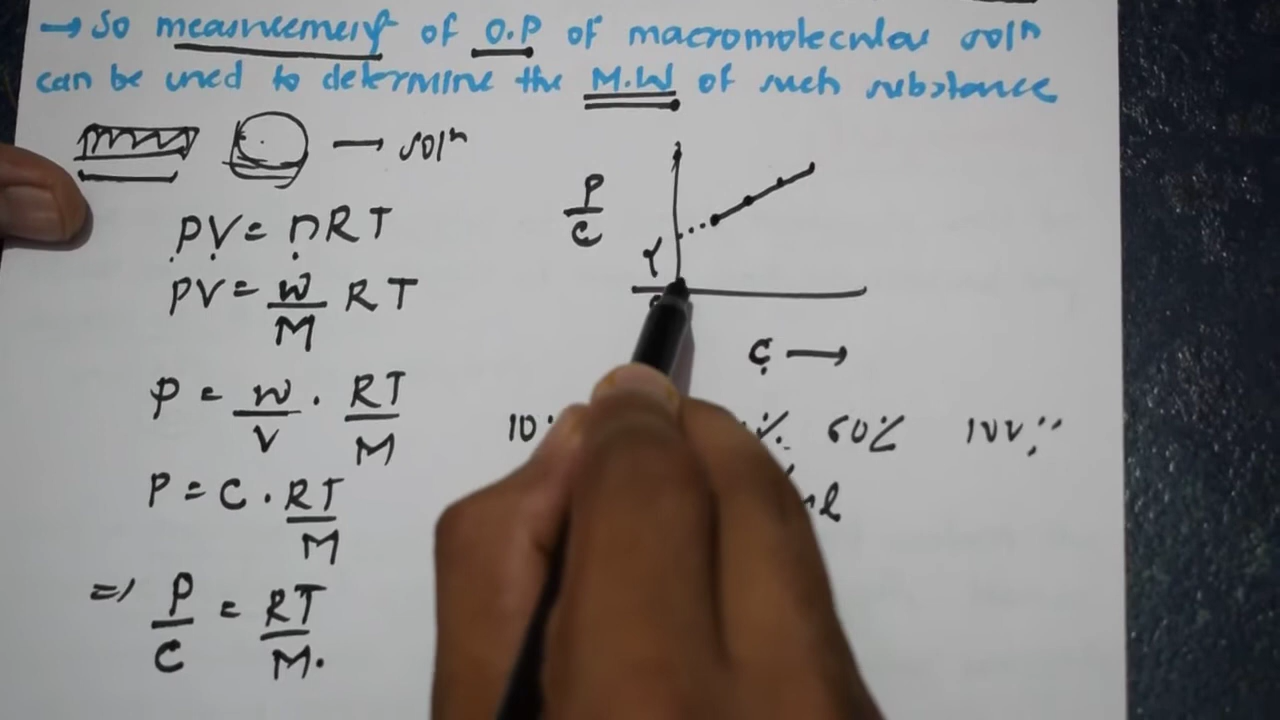 → So measurement of O.P of macromolecular solⁿ
can be used to determine the M.W of such substance
→ solⁿ
PV = nRT
PV = W/M RT
P = W/V . RT/M
P = C . RT/M
=> P/C = RT/M.
P/C
C →
10
60% 100%